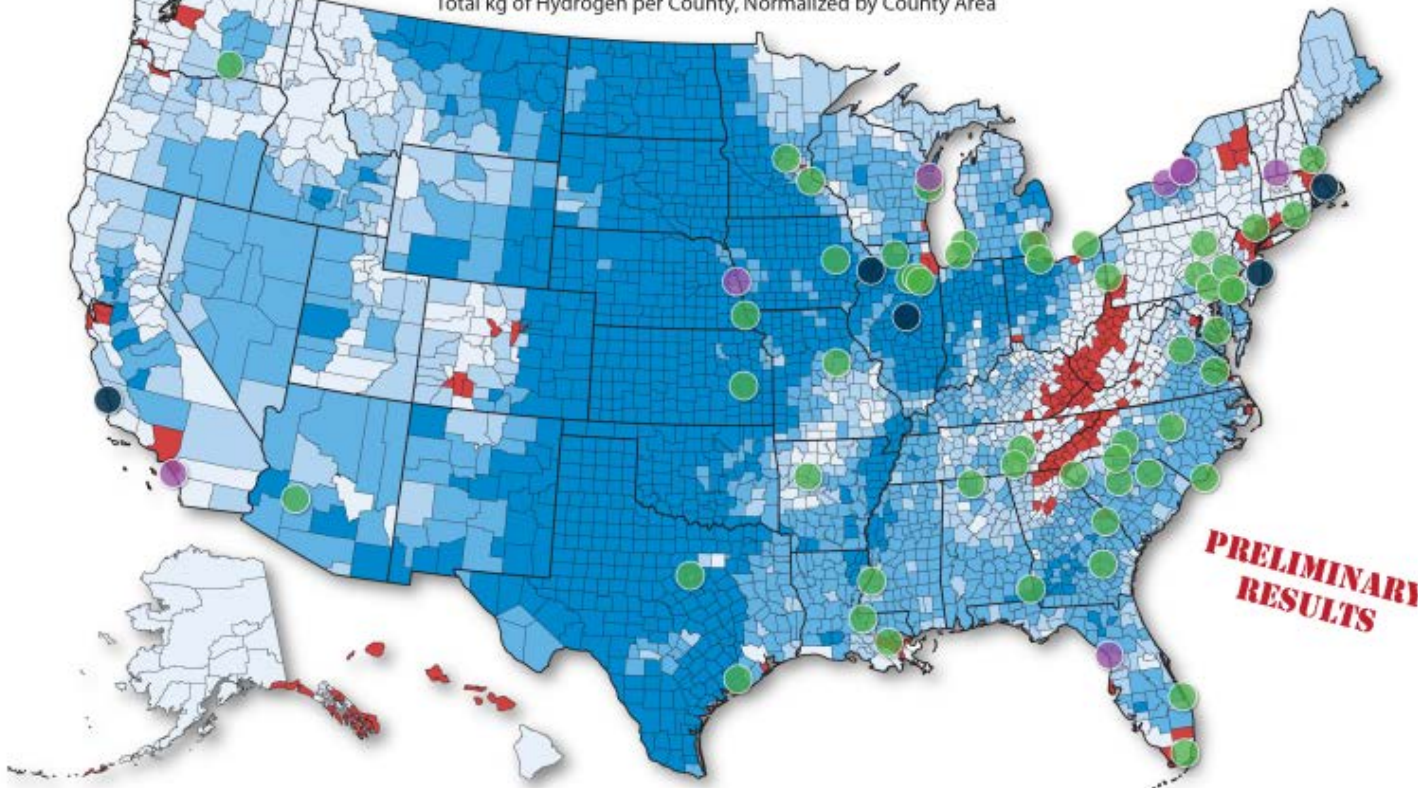 Total kg of Hydrogen per County, Normalized by County Area
PRELIMINARY
RESULTS